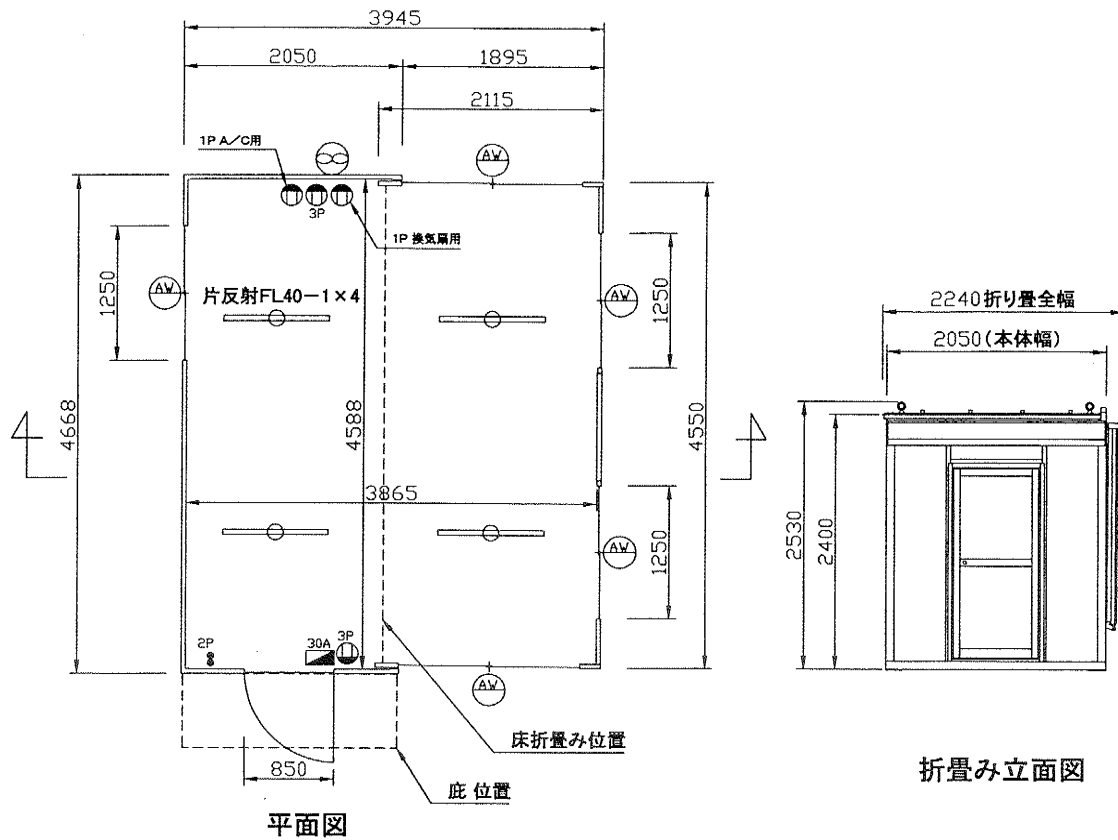 3945
2050
1895
2115
1P A/C用
AW
3P
1P 換気扇用
1250
AW
片反射FL40-1×4
AW
1250
4668
4588
4550
3865
AW
1250
2P
30A
3P
AW
850
床折畳み位置
庇 位置
平面図
2240折り畳全幅
2050(本体幅)
2530
2400
折畳み立面図